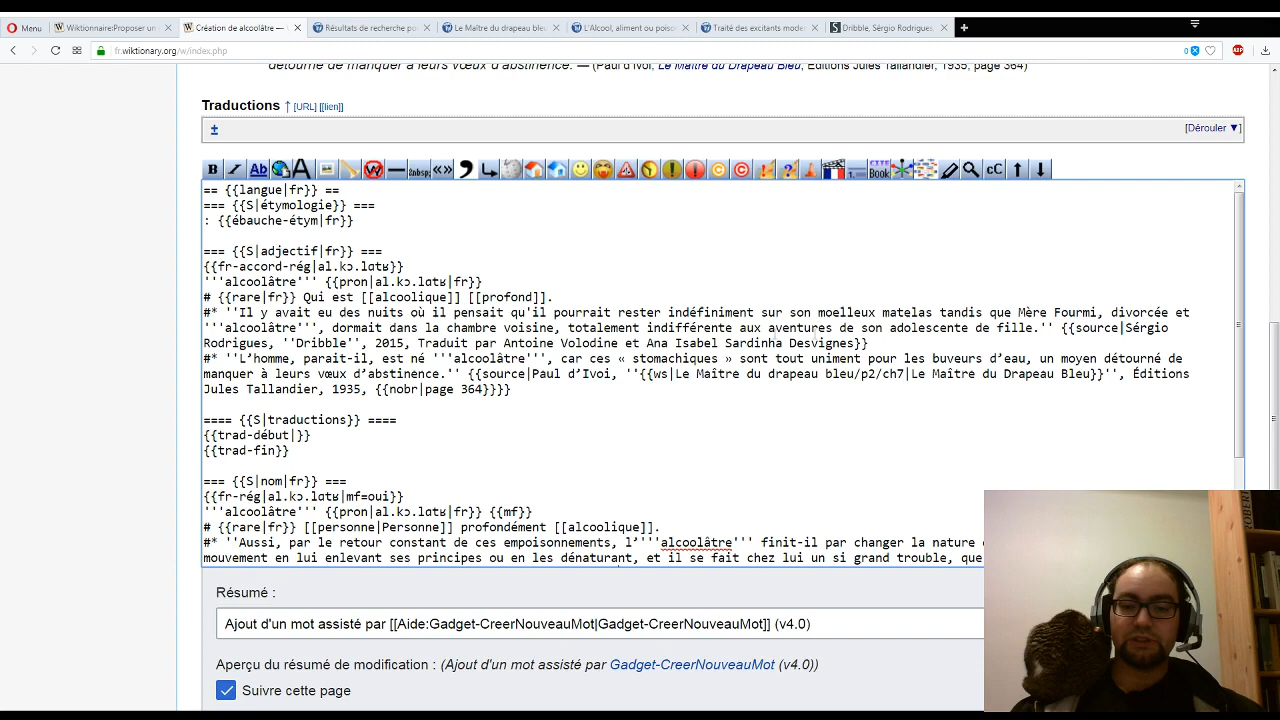 Menu
Wiktionnaire:Proposer un
Création de alcoolâtre —
Résultats de recherche po
Le Maître du drapeau bleu
L'Alcool, aliment ou poiso
Traité des excitants mode
Dribble, Sérgio Rodrigues,
fr.wiktionary.org/w/index.php
0
détourné de manquer à leurs vœux d'abstinence. — (Paul d'Ivoi, Le Maître du Drapeau Bleu, Éditions Jules Tallandier, 1935, page 364)
Traductions ↑ [URL] [[lien]]
±
[Dérouler ▼]
B I Ab A &nbsp; «» CITE Book cC
== {{langue|fr}} ==
=== {{S|étymologie}} ===
: {{ébauche-étym|fr}}
=== {{S|adjectif|fr}} ===
{{fr-accord-rég|al.kɔ.lɑtʁ}}
'''alcoolâtre''' {{pron|al.kɔ.lɑtʁ|fr}}
# {{rare|fr}} Qui est [[alcoolique]] [[profond]].
#* ''Il y avait eu des nuits où il pensait qu'il pourrait rester indéfiniment sur son moelleux matelas tandis que Mère Fourmi, divorcée et
'''alcoolâtre''', dormait dans la chambre voisine, totalement indifférente aux aventures de son adolescente de fille.'' {{source|Sérgio
Rodrigues, ''Dribble'', 2015, Traduit par Antoine Volodine et Ana Isabel Sardinha Desvignes}}
#* ''L’homme, parait-il, est né '''alcoolâtre''', car ces « stomachiques » sont tout uniment pour les buveurs d’eau, un moyen détourné de
manquer à leurs vœux d’abstinence.'' {{source|Paul d’Ivoi, ''{{ws|Le Maître du drapeau bleu/p2/ch7|Le Maître du Drapeau Bleu}}'', Éditions
Jules Tallandier, 1935, {{nobr|page 364}}}}
==== {{S|traductions}} ====
{{trad-début|}}
{{trad-fin}}
=== {{S|nom|fr}} ===
{{fr-rég|al.kɔ.lɑtʁ|mf=oui}}
'''alcoolâtre''' {{pron|al.kɔ.lɑtʁ|fr}} {{mf}}
# {{rare|fr}} [[personne|Personne]] profondément [[alcoolique]].
#* ''Aussi, par le retour constant de ces empoisonnements, l’'''alcoolâtre''' finit-il par changer la nature
mouvement en lui enlevant ses principes ou en les dénaturant, et il se fait chez lui un si grand trouble, que
Résumé :
Ajout d'un mot assisté par [[Aide:Gadget-CreerNouveauMot|Gadget-CreerNouveauMot]] (v4.0)
Aperçu du résumé de modification : (Ajout d'un mot assisté par Gadget-CreerNouveauMot (v4.0))
Suivre cette page